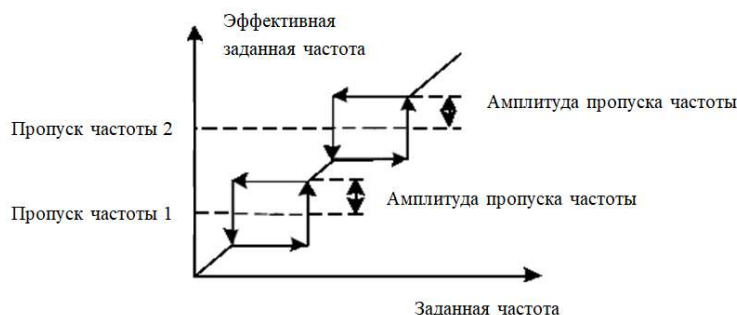 Эффективная
заданная частота
Амплитуда пропуска частоты
Пропуск частоты 2
Амплитуда пропуска частоты
Пропуск частоты 1
Заданная частота